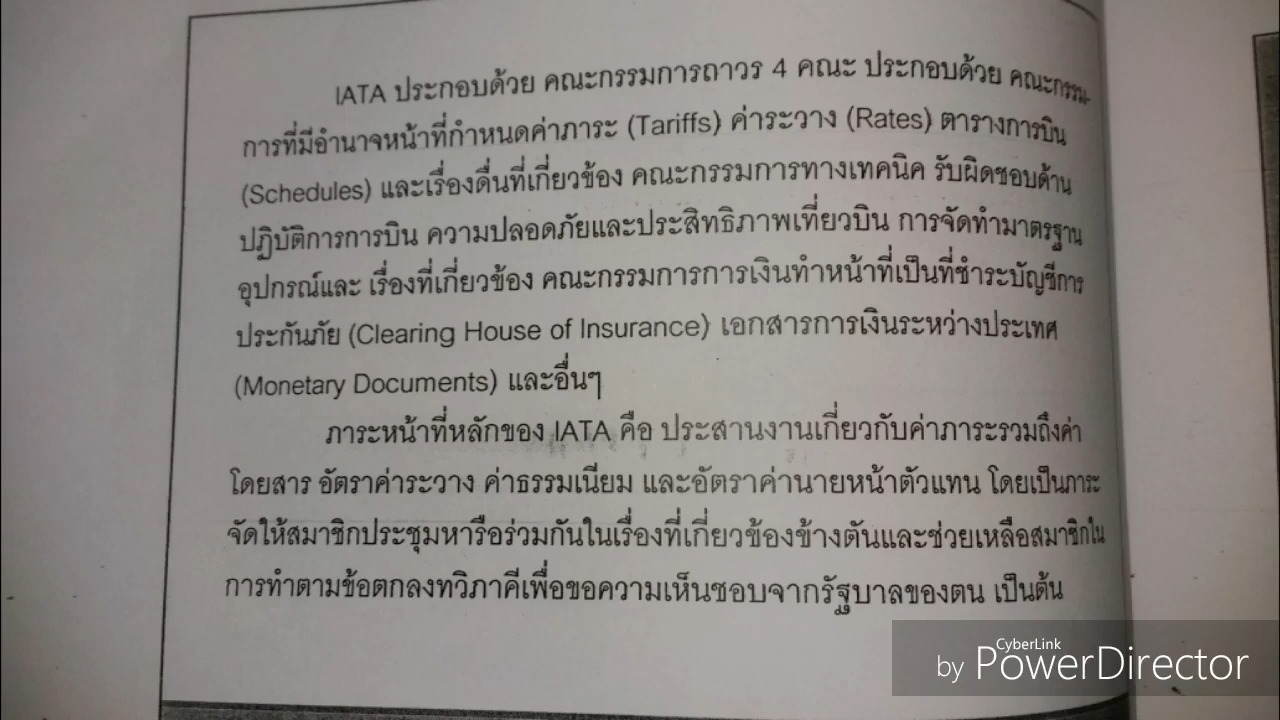 IATA ประกอบด้วย คณะกรรมการถาวร 4 คณะ ประกอบด้วย คณะกรรม-
การที่มีอำนาจหน้าที่กำหนดค่าภาระ (Tariffs) ค่าระวาง (Rates) ตารางการบิน
(Schedules) และเรื่องดื่นที่เกี่ยวข้อง คณะกรรมการทางเทคนิค รับผิดชอบด้าน
ปฏิบัติการการบิน ความปลอดภัยและประสิทธิภาพเที่ยวบิน การจัดทำมาตรฐาน
อุปกรณ์และ เรื่องที่เกี่ยวข้อง คณะกรรมการการเงินทำหน้าที่เป็นที่ชำระบัญชีการ
ประกันภัย (Clearing House of Insurance) เอกสารการเงินระหว่างประเทศ
(Monetary Documents) และอื่นๆ
ภาระหน้าที่หลักของ IATA คือ ประสานงานเกี่ยวกับค่าภาระรวมถึงค่า
โดยสาร อัตราค่าระวาง ค่าธรรมเนียม และอัตราค่านายหน้าตัวแทน โดยเป็นภาระ
จัดให้สมาชิกประชุมหารือร่วมกันในเรื่องที่เกี่ยวข้องข้างตันและช่วยเหลือสมาชิกใน
การทำตามข้อตกลงทวิภาคีเพื่อขอความเห็นชอบจากรัฐบาลของตน เป็นต้น
CyberLink
by PowerDirector